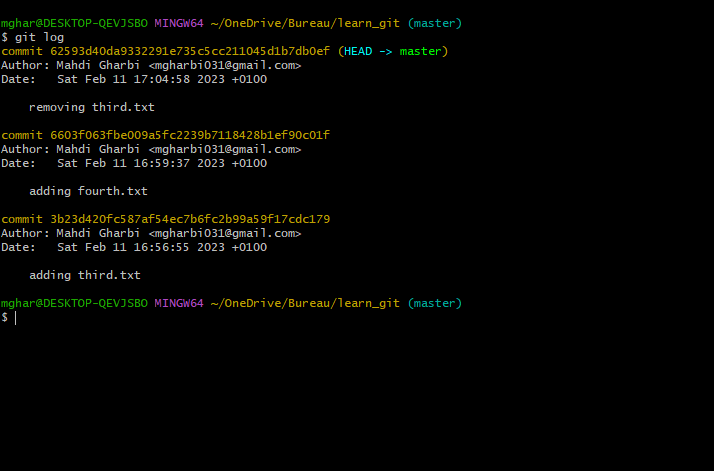 mghar@DESKTOP-QEVJSBO MINGW64 ~/OneDrive/Bureau/learn_git (master)
$ git log
commit 62593d40da9332291e735c5cc211045d1b7db0ef (HEAD -> master)
Author: Mahdi Gharbi <mgharbi031@gmail.com>
Date:   Sat Feb 11 17:04:58 2023 +0100
    removing third.txt
commit 6603f063fbe009a5fc2239b7118428b1ef90c01f
Author: Mahdi Gharbi <mgharbi031@gmail.com>
Date:   Sat Feb 11 16:59:37 2023 +0100
    adding fourth.txt
commit 3b23d420fc587af54ec7b6fc2b99a59f17cdc179
Author: Mahdi Gharbi <mgharbi031@gmail.com>
Date:   Sat Feb 11 16:56:55 2023 +0100
    adding third.txt
mghar@DESKTOP-QEVJSBO MINGW64 ~/OneDrive/Bureau/learn_git (master)
$